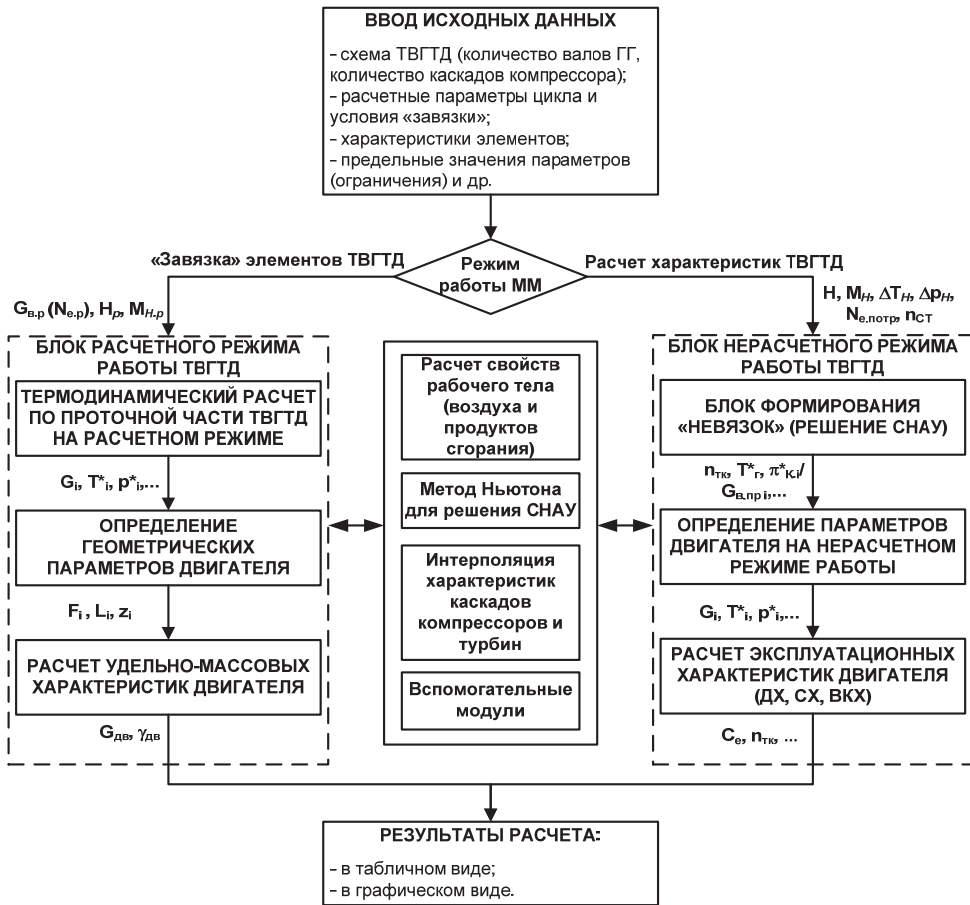 ВВОД ИСХОДНЫХ ДАННЫХ
– схема ТВГТД (количество валов ГГ,
количество каскадов компрессора);
– расчетные параметры цикла и
условия «завязки»;
– характеристики элементов;
– предельные значения параметров
(ограничения) и др.
«Завязка» элементов ТВГТД
Режим
работы ММ
Расчет характеристик ТВГТД
Gв.р (Nе.р), Hр, MН.р
H, MH, ΔTH, ΔpH,
Nе.потр, nСТ
БЛОК РАСЧЕТНОГО РЕЖИМА
РАБОТЫ ТВГТД
ТЕРМОДИНАМИЧЕСКИЙ РАСЧЕТ
ПО ПРОТОЧНОЙ ЧАСТИ ТВГТД
НА РАСЧЕТНОМ РЕЖИМЕ
Gi, T*i, p*i,...
ОПРЕДЕЛЕНИЕ
ГЕОМЕТРИЧЕСКИХ
ПАРАМЕТРОВ ДВИГАТЕЛЯ
Fi , Li, zi
РАСЧЕТ УДЕЛЬНО-МАССОВЫХ
ХАРАКТЕРИСТИК ДВИГАТЕЛЯ
Gдв, γдв
Расчет свойств
рабочего тела
(воздуха и
продуктов
сгорания)
Метод Ньютона
для решения СНАУ
Интерполяция
характеристик
каскадов
компрессоров и
турбин
Вспомогательные
модули
БЛОК НЕРАСЧЕТНОГО РЕЖИМА
РАБОТЫ ТВГТД
БЛОК ФОРМИРОВАНИЯ
«НЕВЯЗОК» (РЕШЕНИЕ СНАУ)
nтк, T*г, π*К.i/
Gв.пр i,...
ОПРЕДЕЛЕНИЕ ПАРАМЕТРОВ
ДВИГАТЕЛЯ НА НЕРАСЧЕТНОМ
РЕЖИМЕ РАБОТЫ
Gi, T*i, p*i,...
РАСЧЕТ ЭКСПЛУАТАЦИОННЫХ
ХАРАКТЕРИСТИК ДВИГАТЕЛЯ
(ДХ, СХ, ВКХ)
Cе, nтк, ...
РЕЗУЛЬТАТЫ РАСЧЕТА:
– в табличном виде;
– в графическом виде.